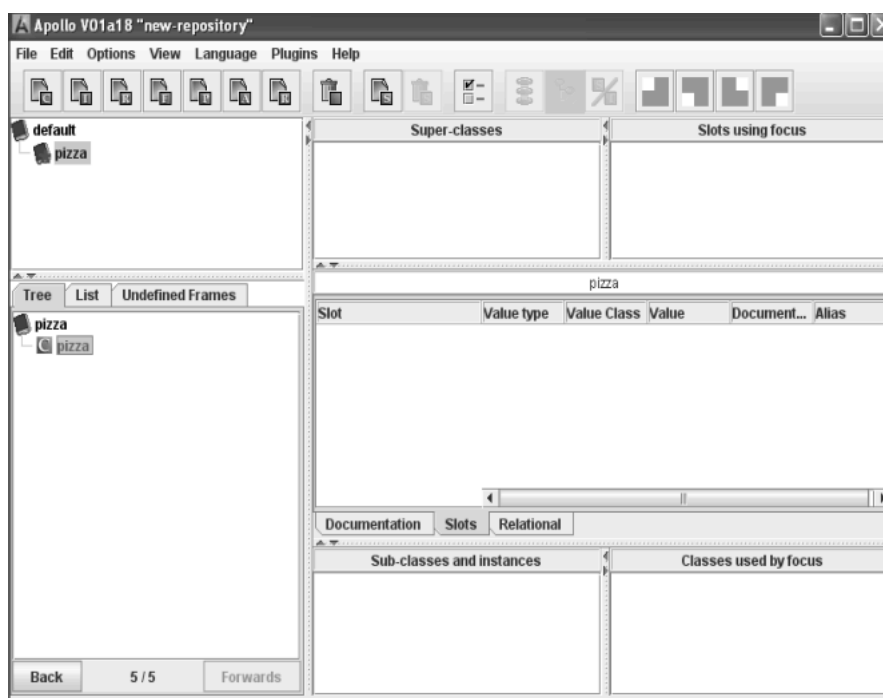 Apollo V01a18 "new-repository"
File Edit Options View Language Plugins Help
default
pizza
Super-classes
Slots using focus
pizza
Tree List Undefined Frames
pizza
pizza
Slot Value type Value Class Value Document... Alias
Documentation Slots Relational
Sub-classes and instances
Classes used by focus
Back 5 / 5 Forwards